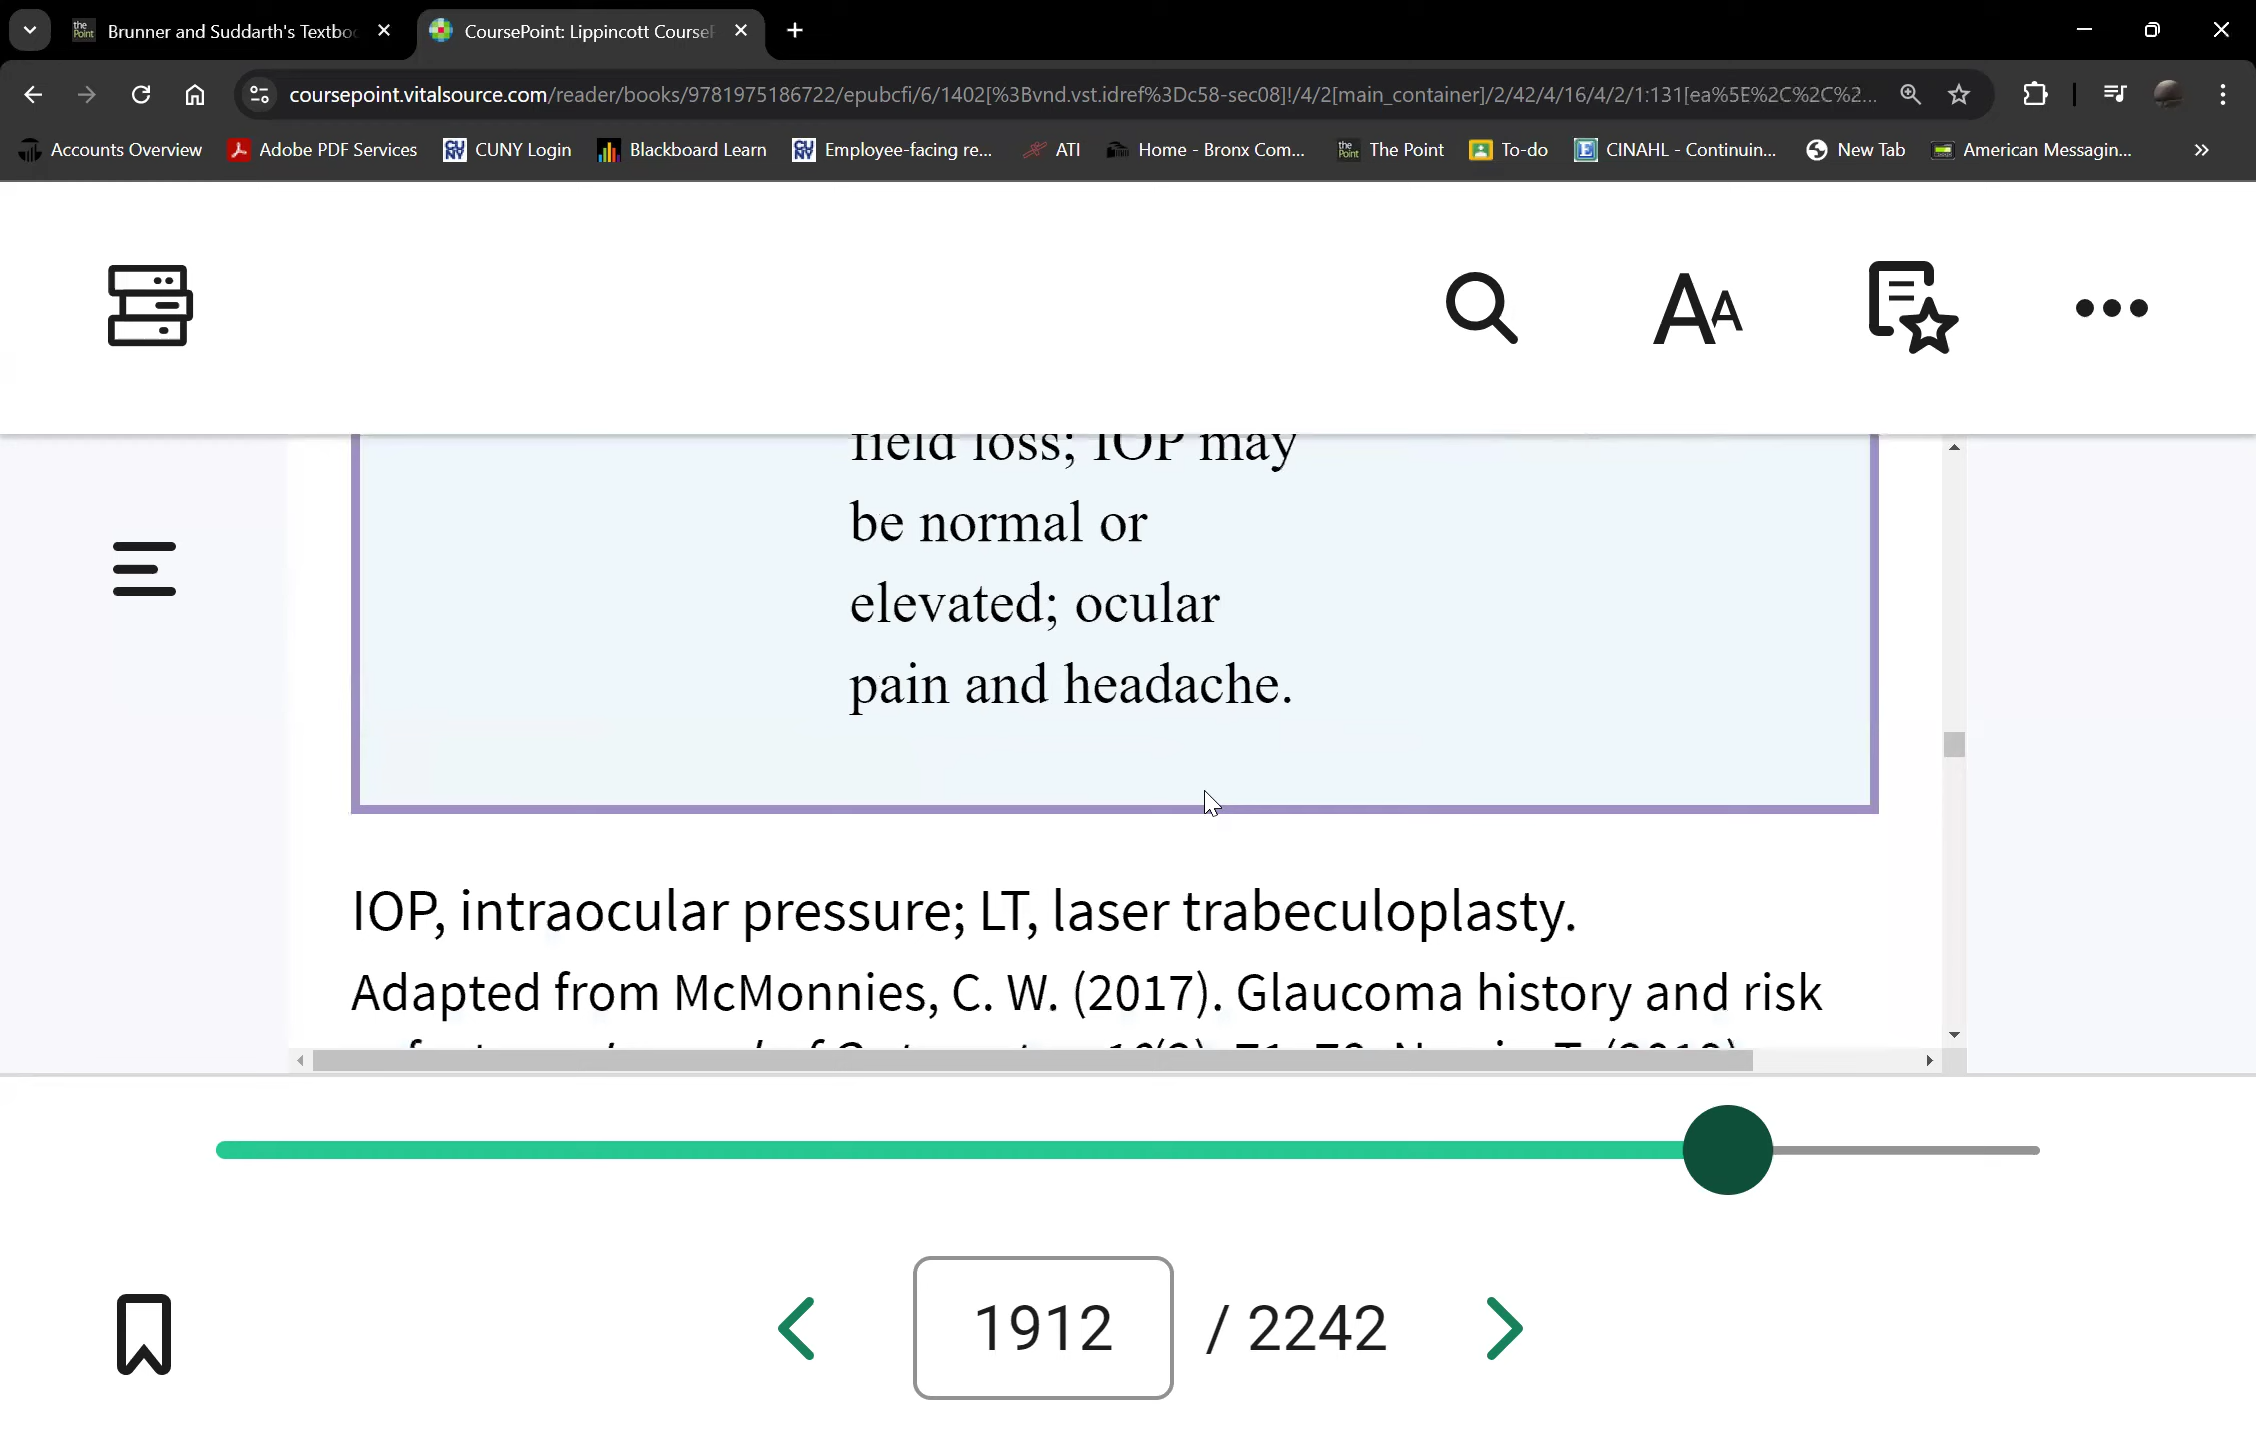 Brunner and Suddarth's Textbo
CoursePoint: Lippincott Course
coursepoint.vitalsource.com/reader/books/9781975186722/epubcfi/6/1402[%3Bvnd.vst.idref%3Dc58-sec08]!/4/2[main_container]/2/42/4/16/4/2/1:131[ea%5E%2C%2C%2...
Accounts Overview
Adobe PDF Services
CUNY Login
Blackboard Learn
Employee-facing re...
ATI
Home - Bronx Com...
The Point
To-do
CINAHL - Continuin...
New Tab
American Messagin...
field loss; IOP may
be normal or
elevated; ocular
pain and headache.
IOP, intraocular pressure; LT, laser trabeculoplasty.
Adapted from McMonnies, C. W. (2017). Glaucoma history and risk
1912 / 2242